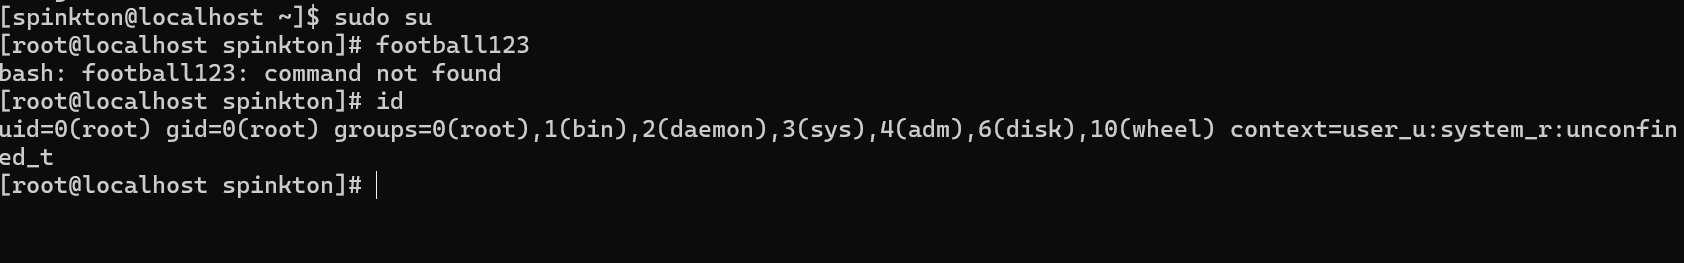 [spinkton@localhost ~]$ sudo su
[root@localhost spinkton]# football123
bash: football123: command not found
[root@localhost spinkton]# id
uid=0(root) gid=0(root) groups=0(root),1(bin),2(daemon),3(sys),4(adm),6(disk),10(wheel) context=user_u:system_r:unconfin
ed_t
[root@localhost spinkton]#